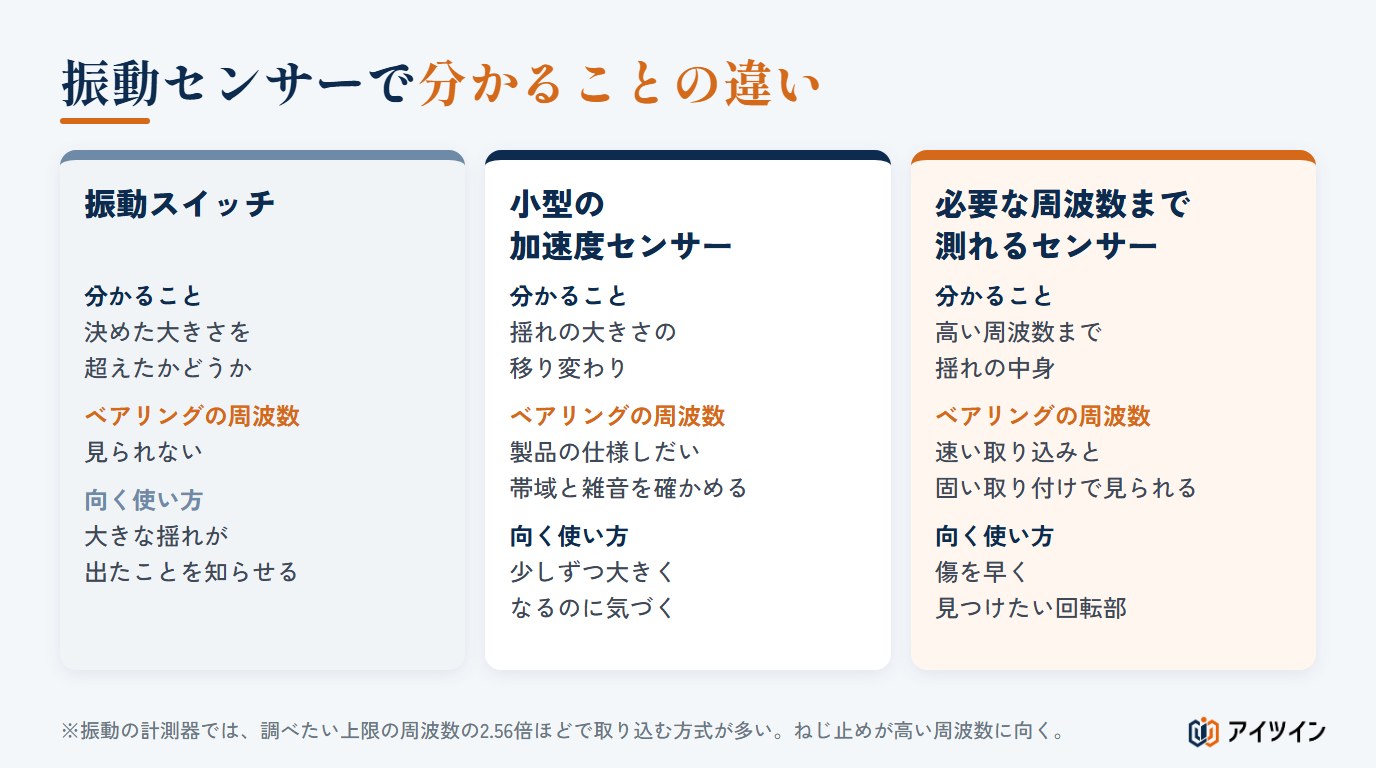 振動センサーで分かることの違い
振動スイッチ
分かること
決めた大きさを
超えたかどうか
ベアリングの周波数
見られない
向く使い方
大きな揺れが
出たことを知らせる
小型の
加速度センサー
分かること
揺れの大きさの
移り変わり
ベアリングの周波数
製品の仕様しだい
帯域と雑音を確かめる
向く使い方
少しずつ大きく
なるのに気づく
必要な周波数まで
測れるセンサー
分かること
高い周波数まで
揺れの中身
ベアリングの周波数
速い取り込みと
固い取り付けで見られる
向く使い方
傷を早く
見つけたい回転部
※振動の計測器では、調べたい上限の周波数の2.56倍ほどで取り込む方式が多い。ねじ止めが高い周波数に向く。
アイツイン